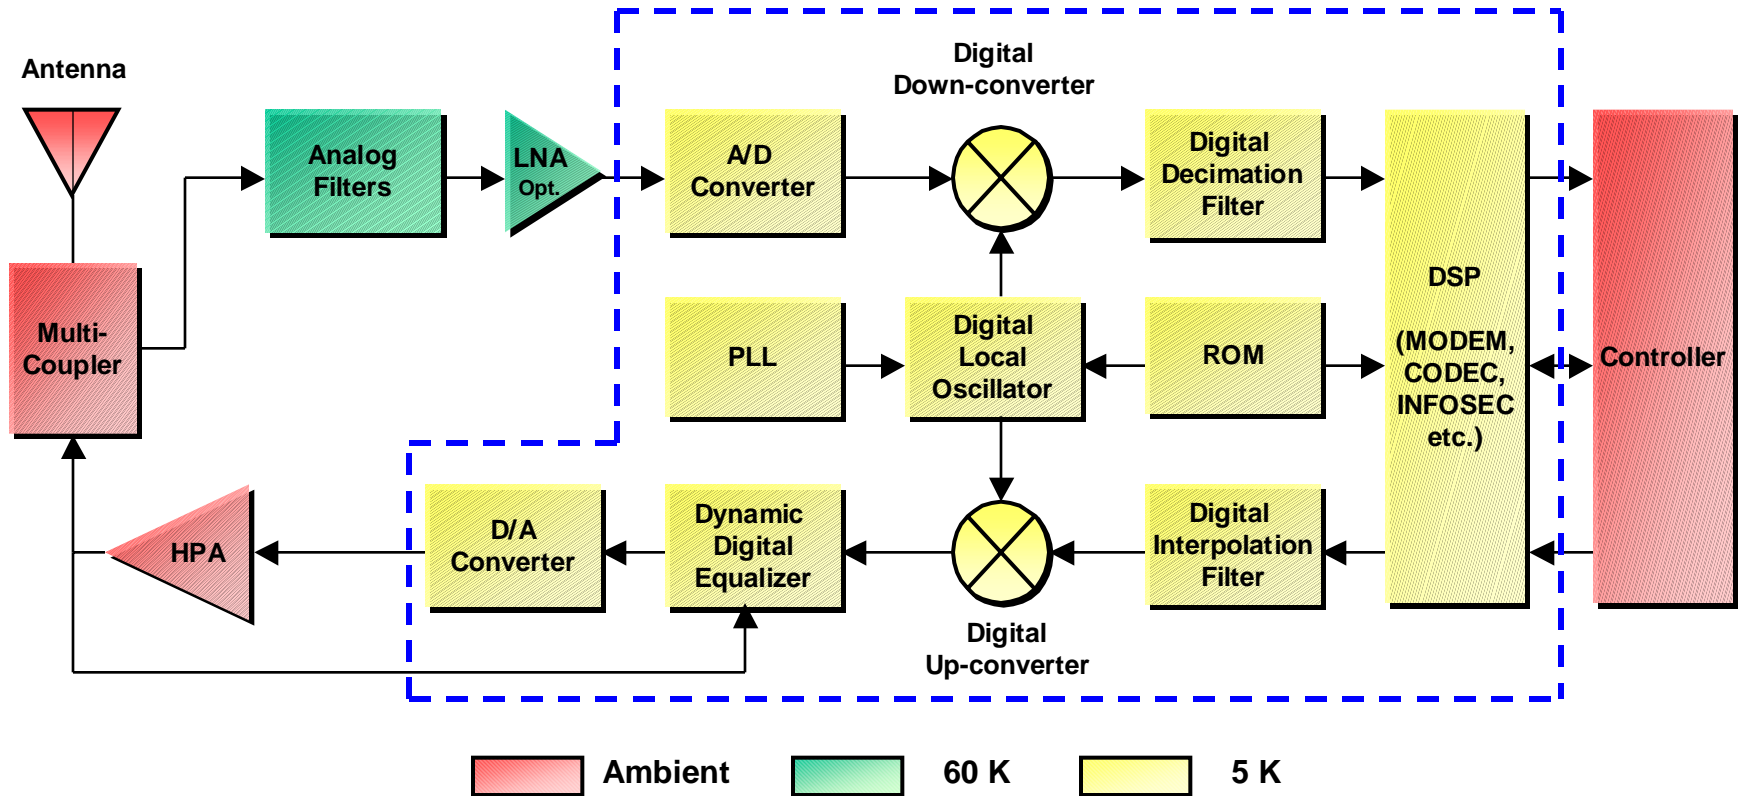 Antenna
Digital
Down-converter
Analog
Filters
LNA
Opt.
A/D
Converter
Digital
Decimation
Filter
DSP
(MODEM,
CODEC,
INFOSEC
etc.)
Controller
Multi-
Coupler
PLL
Digital
Local
Oscillator
ROM
HPA
D/A
Converter
Dynamic
Digital
Equalizer
Digital
Interpolation
Filter
Digital
Up-converter
Ambient
60 K
5 K